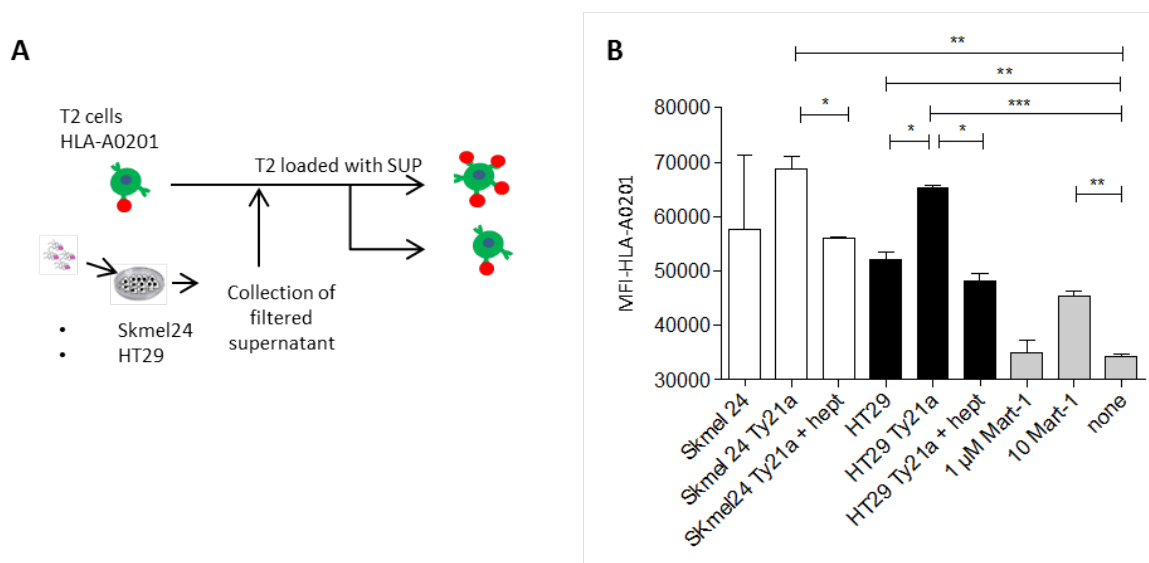 A
T2 cells
HLA-A0201
T2 loaded with SUP
• Skmel24
• HT29
Collection of
filtered
supernatant
B
**
**
***
*
*
*
**
MFI-HLA-A0201
80000
70000
60000
50000
40000
30000
Skmel 24
Skmel 24 Ty21a
SKmel24 Ty21a + hept
HT29
HT29 Ty21a
HT29 Ty21a + hept
1 µM Mart-1
10 Mart-1
none